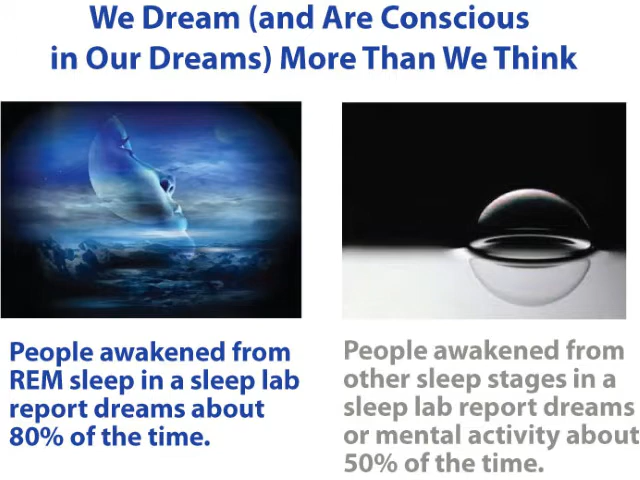 We Dream (and Are Conscious
in Our Dreams) More Than We Think
People awakened from
REM sleep in a sleep lab
report dreams about
80% of the time.
People awakened from
other sleep stages in a
sleep lab report dreams
or mental activity about
50% of the time.